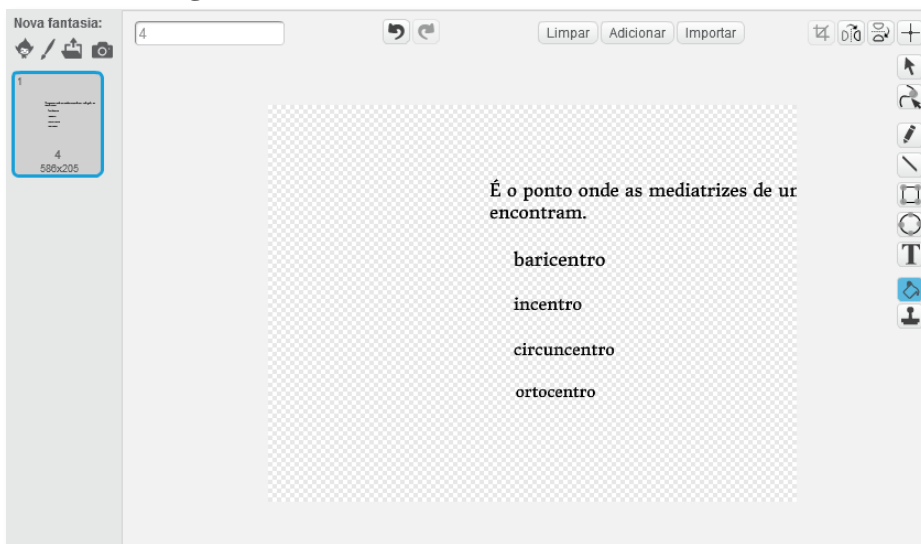 Nova fantasia:
4
Limpar Adicionar Importar
1
4
586x205
É o ponto onde as mediatrizes de un
encontram.
baricentro
incentro
circuncentro
ortocentro
T